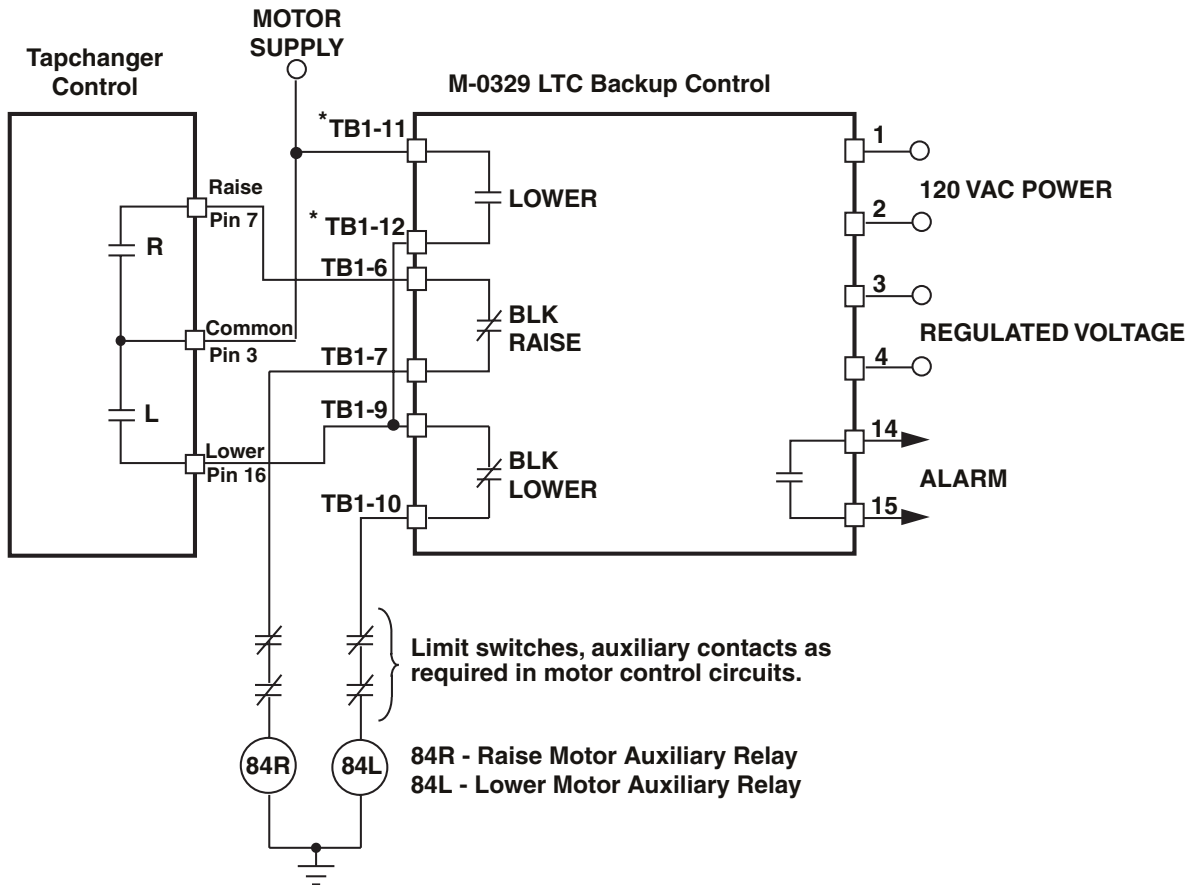 MOTOR
SUPPLY
Tapchanger
Control
M-0329 LTC Backup Control
*TB1-11
1
Raise
Pin 7
LOWER
120 VAC POWER
* TB1-12
2
R
TB1-6
3
BLK
RAISE
Common
Pin 3
REGULATED VOLTAGE
TB1-7
4
L
TB1-9
14
Lower
Pin 16
BLK
LOWER
ALARM
TB1-10
15
Limit switches, auxiliary contacts as
required in motor control circuits.
84R
84L
84R - Raise Motor Auxiliary Relay
84L - Lower Motor Auxiliary Relay